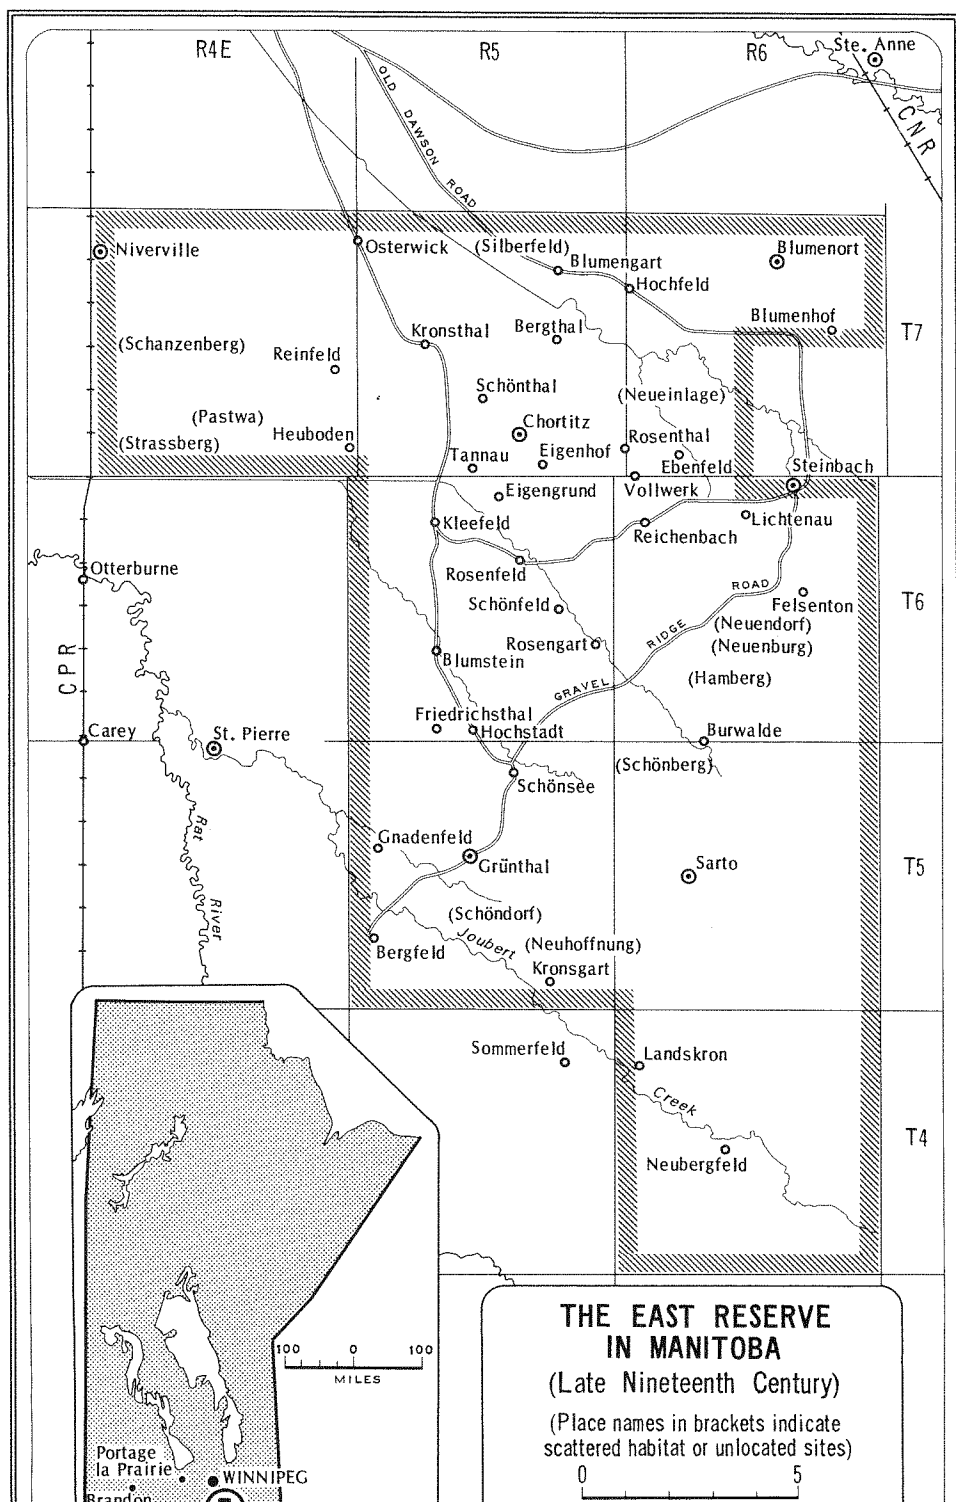 R4E
R5
R6
Ste. Anne
CNR
OLD DAWSON ROAD
Niverville
Osterwick
(Silberfeld)
Blumengart
Blumenort
Hochfeld
Blumenhof
T7
(Schanzenberg)
Reinfeld
Kronsthal
Bergthal
Schönthal
(Neueinlage)
(Pastwa)
Chortitz
(Strassberg)
Heuboden
Tannau
Eigenhof
Rosenthal
Ebenfeld
Steinbach
Vollwerk
Eigengrund
Kleefeld
Reichenbach
Lichtenau
Otterburne
Rosenfeld
Schönfeld
ROAD
Felsenton
T6
(Neuendorf)
Rosengart
RIDGE
(Neuenburg)
CPR
Blumstein
GRAVEL
(Hamberg)
Friedrichsthal
Carey
St. Pierre
Hochstadt
Burwalde
(Schönberg)
Schönsee
Rat
River
Gnadenfeld
Grünthal
Sarto
T5
(Schöndorf)
Joubert
Bergfeld
(Neuhoffnung)
Kronsgart
Sommerfeld
Landskron
Creek
T4
Neubergfeld
100 0 100
MILES
Portage
la Prairie
WINNIPEG
Brandon
THE EAST RESERVE
IN MANITOBA
(Late Nineteenth Century)
(Place names in brackets indicate
scattered habitat or unlocated sites)
0 5